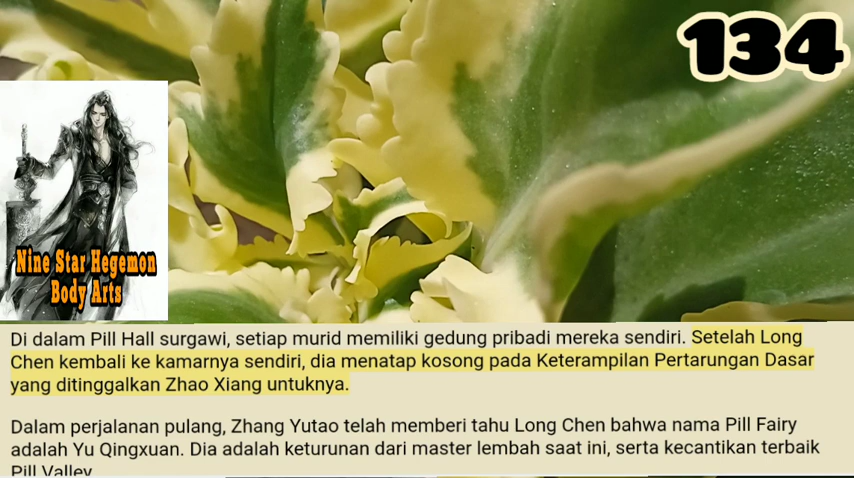 134
Nine Star Hegemon
Body Arts
Di dalam Pill Hall surgawi, setiap murid memiliki gedung pribadi mereka sendiri. Setelah Long
Chen kembali ke kamarnya sendiri, dia menatap kosong pada Keterampilan Pertarungan Dasar
yang ditinggalkan Zhao Xiang untuknya.
Dalam perjalanan pulang, Zhang Yutao telah memberi tahu Long Chen bahwa nama Pill Fairy
adalah Yu Qingxuan. Dia adalah keturunan dari master lembah saat ini, serta kecantikan terbaik
Pill Valley